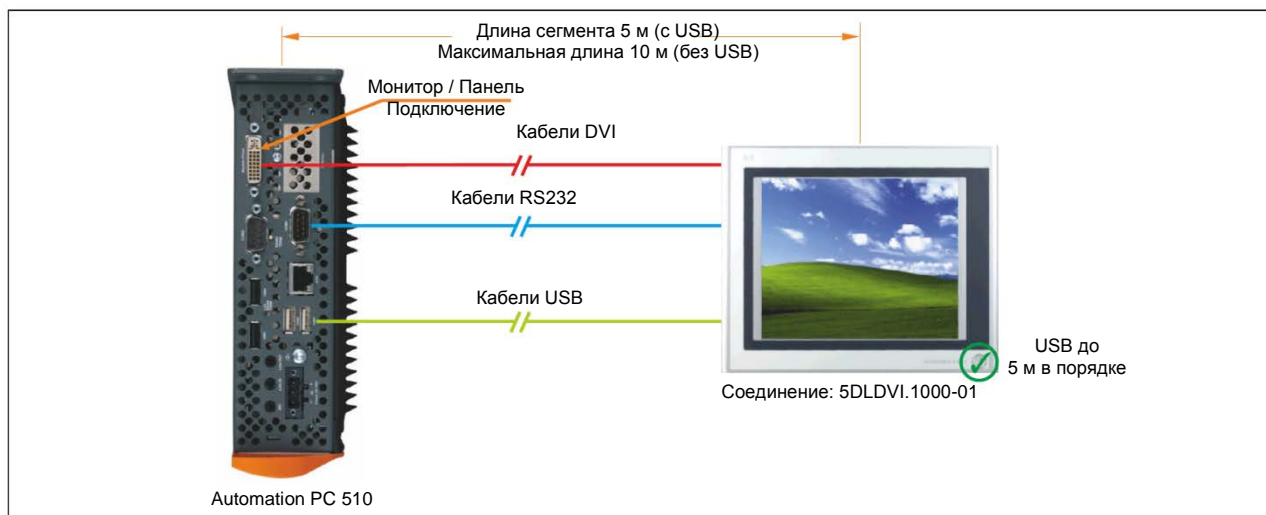 Длина сегмента 5 м (с USB)
Максимальная длина 10 м (без USB)
Монитор / Панель
Подключение
Кабели DVI
Кабели RS232
Кабели USB
USB до
5 м в порядке
Соединение: 5DLDVI.1000-01
Automation PC 510